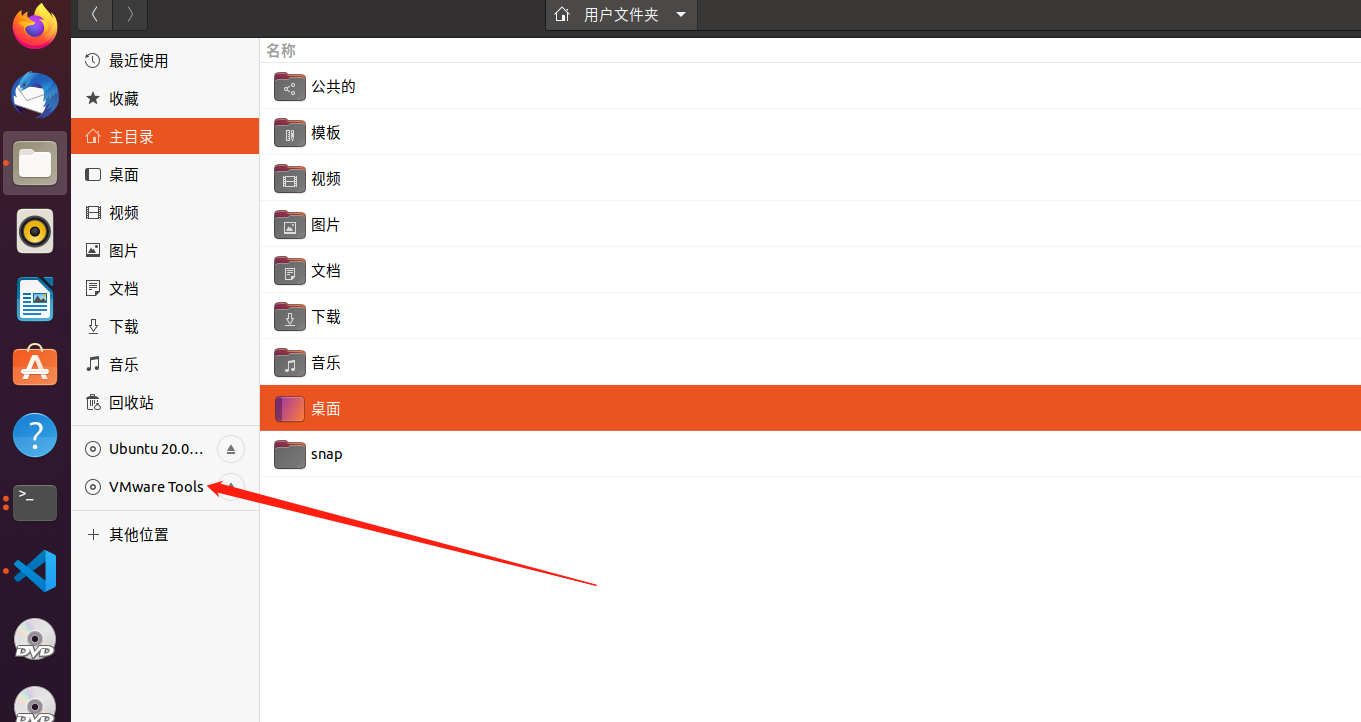 用户文件夹
最近使用
收藏
主目录
桌面
视频
图片
文档
下载
音乐
回收站
Ubuntu 20.0...
VMware Tools
其他位置
名称
公共的
模板
视频
图片
文档
下载
音乐
桌面
snap
>_
?
DVD
DVD